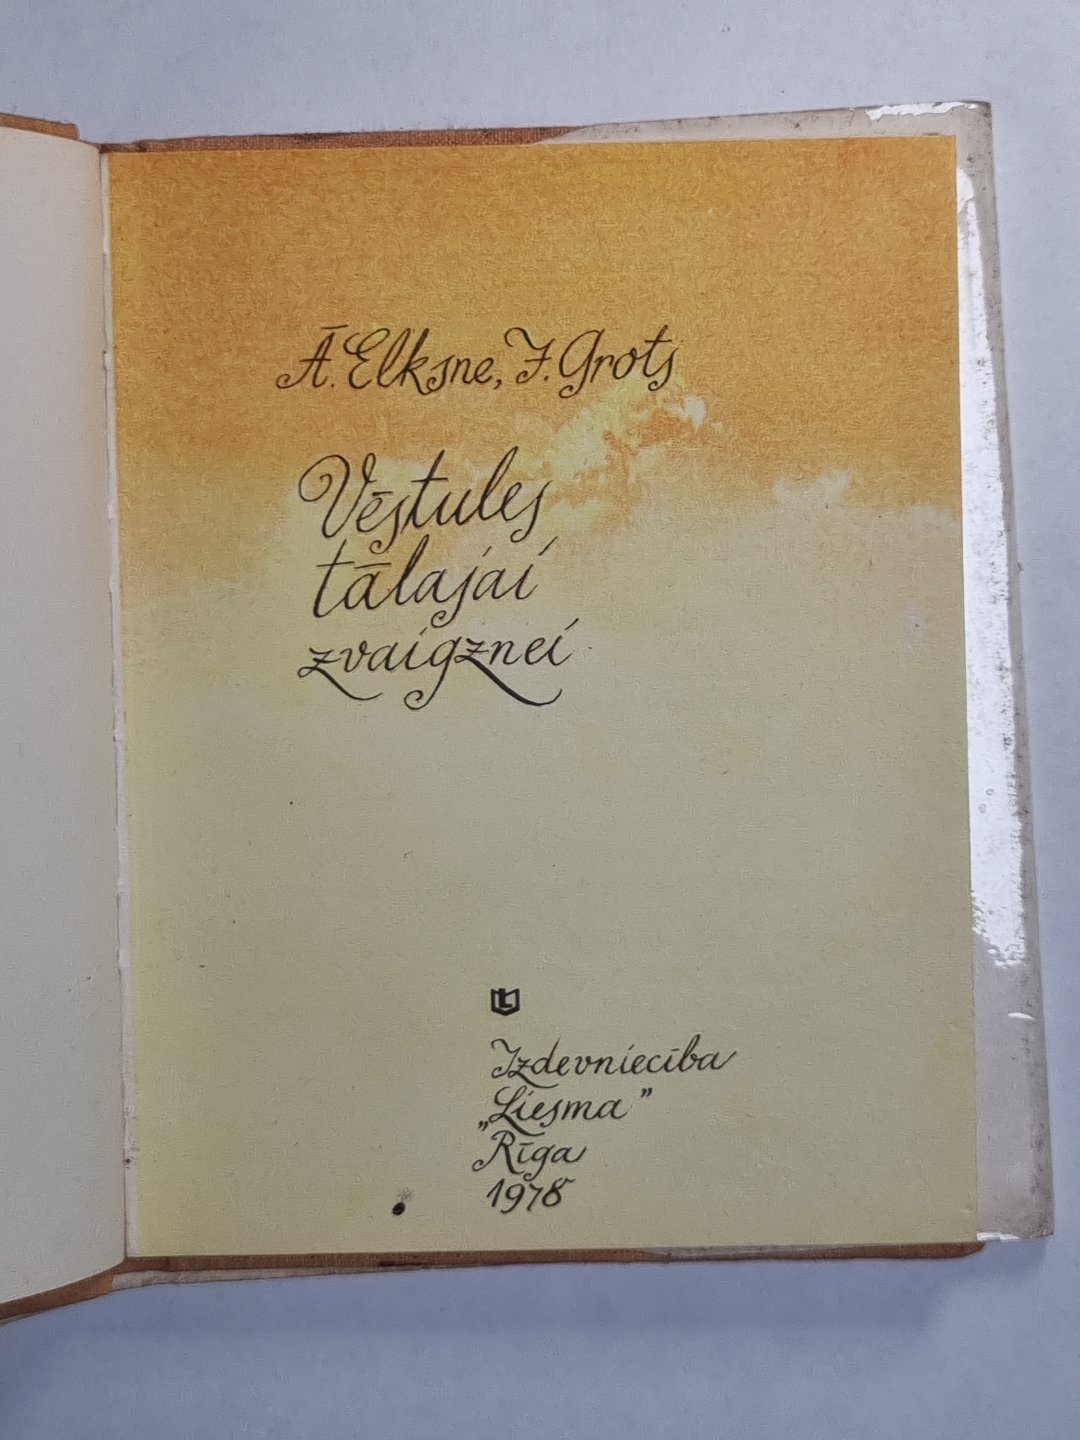 Ā. Elksne, J. Grots
Vēstules
tālajai
zvaigznei
L
Izdevniecība
„Liesma”
Rīga
1978